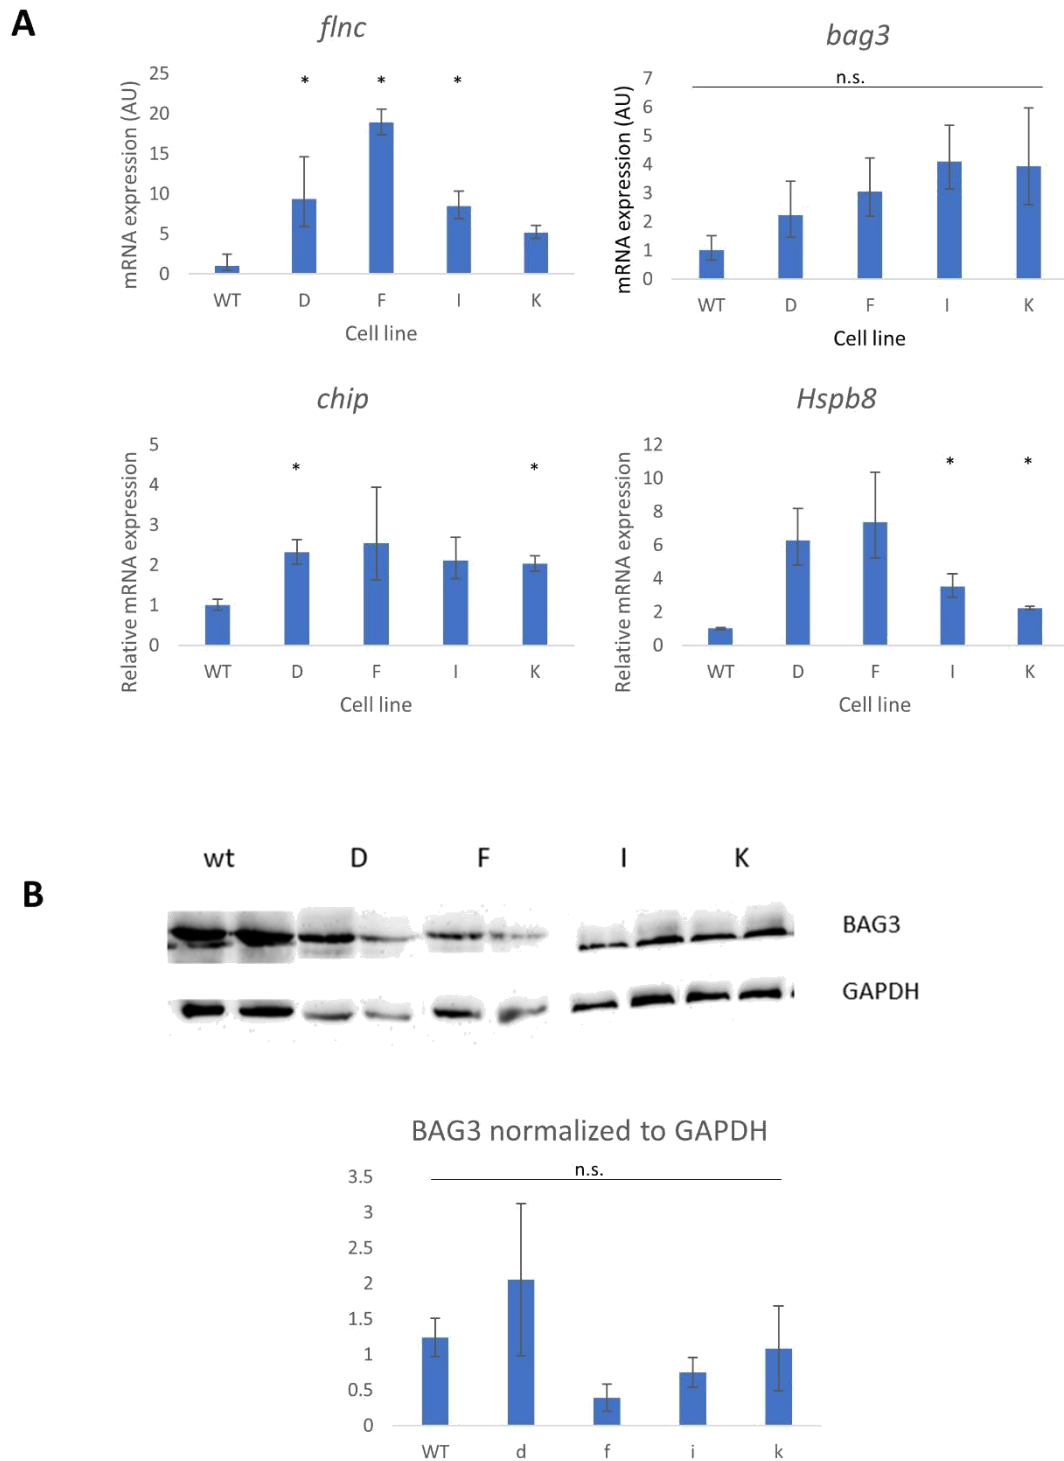 A
flnc
mRNA expression (AU)
25
20
15
10
5
0
* * *
WT D F I K
Cell line
bag3
mRNA expression (AU)
7
6
5
4
3
2
1
0
n.s.
WT D F I K
Cell line
chip
Relative mRNA expression
5
4
3
2
1
0
* *
WT D F I K
Cell line
Hspb8
Relative mRNA expression
12
10
8
6
4
2
0
* *
WT D F I K
Cell line
B
wt D F I K
BAG3
GAPDH
BAG3 normalized to GAPDH
n.s.
3.5
3
2.5
2
1.5
1
0.5
0
WT d f i k